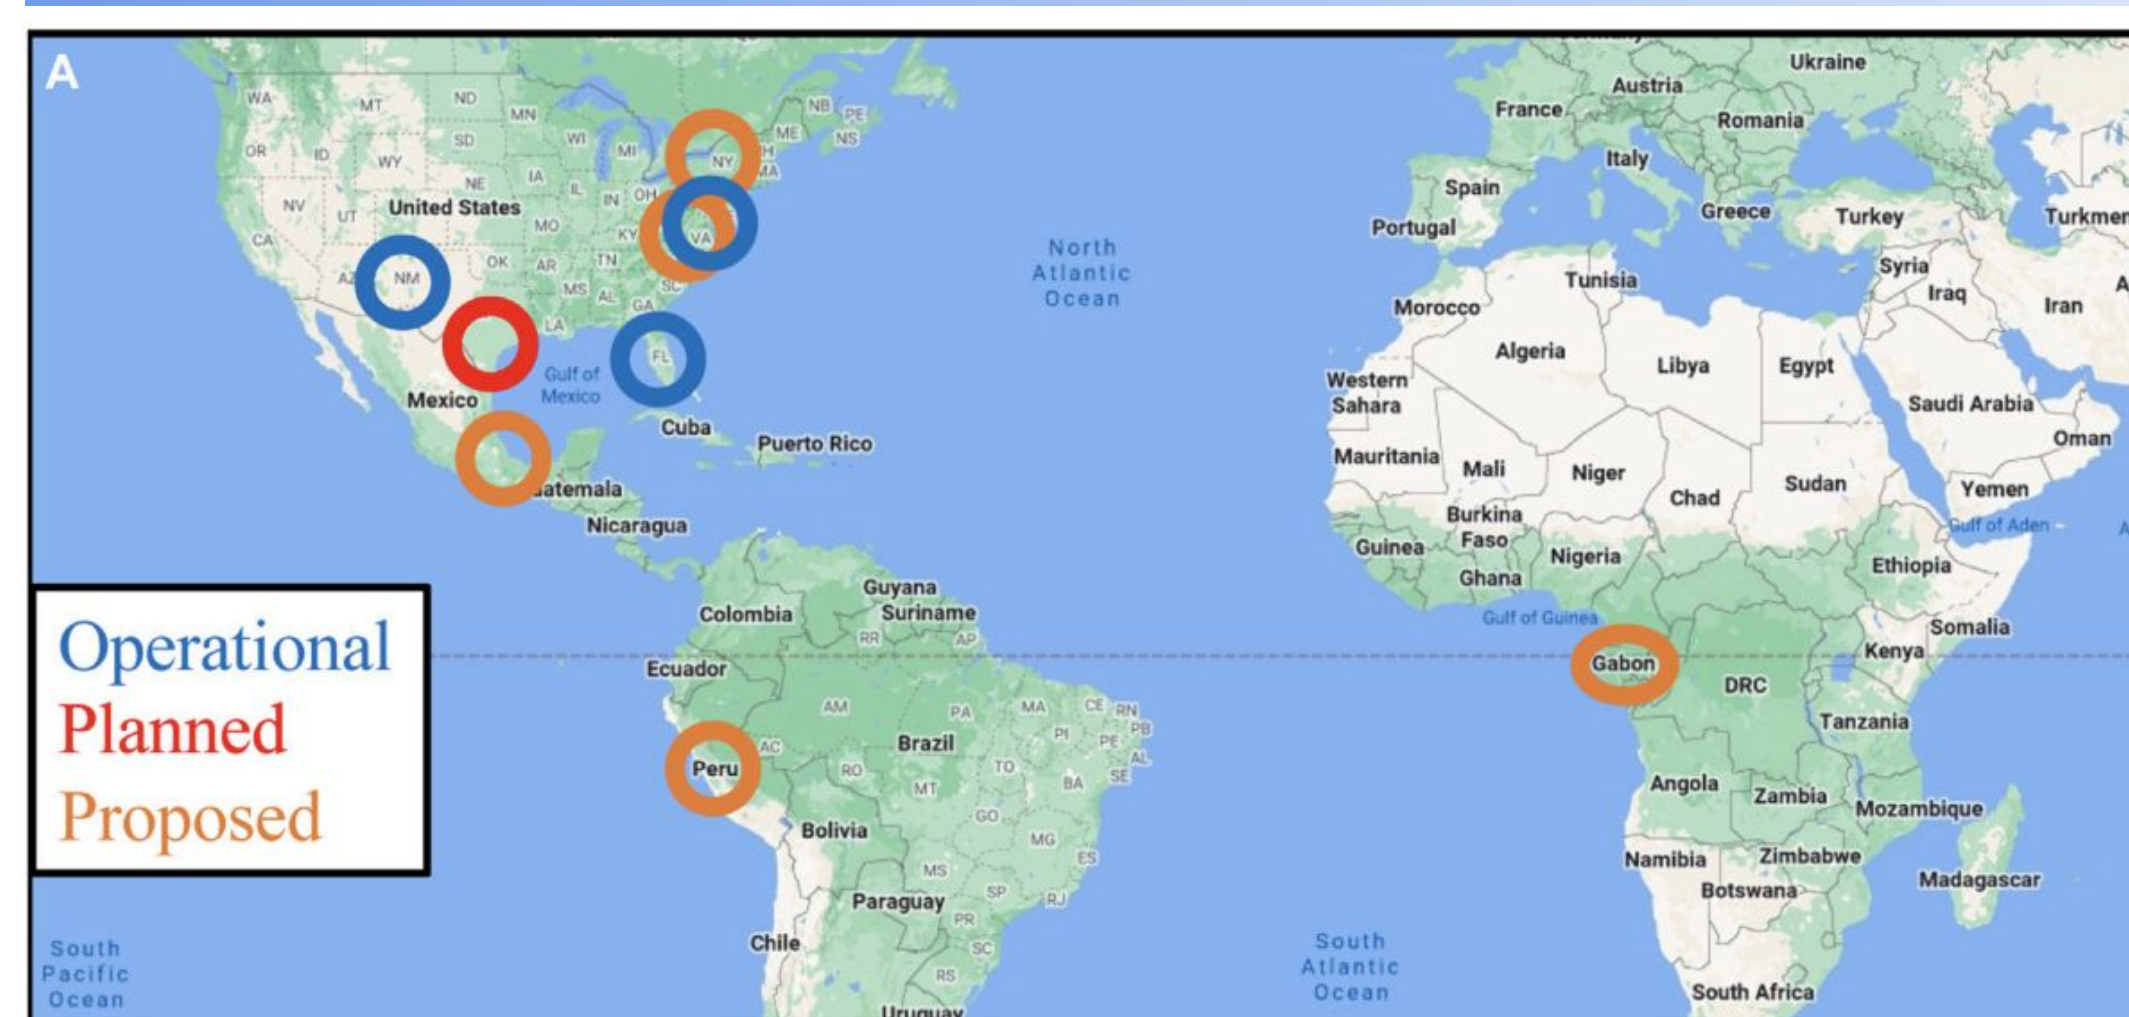 A
Ukraine
Austria
WA
MT
ND
MN
NB
PE
France
Romania
OR
ID
WY
SD
WI
MI
NY
ME
NS
MA
Italy
NE
IA
IL
IN
OH
Spain
NV
UT
United States
MO
KY
VA
Portugal
Greece
Turkey
CA
NM
OK
AR
TN
North
Atlantic
Ocean
Syria
Iraq
Iran
MS
AL
GA
SC
LA
Tunisia
Morocco
FL
Gulf of
Mexico
Algeria
Libya
Egypt
Mexico
Western
Sahara
Saudi Arabia
Cuba
Puerto Rico
Oman
Mauritania
Mali
Niger
Chad
Sudan
Yemen
atemala
Nicaragua
Burkina
Faso
Gulf of Aden
Guinea
Nigeria
Ethiopia
Ghana
Guyana
Suriname
Colombia
RR
AP
Gulf of Guinea
Somalia
Kenya
Operational
Planned
Proposed
Ecuador
Gabon
DRC
AM
PA
MA
CE
RN
PB
PI
PE
AL
SE
Tanzania
Peru
AC
RO
Brazil
TO
BA
MT
GO
Angola
Zambia
Mozambique
Bolivia
MG
ES
MS
SP
RJ
Namibia
Zimbabwe
Botswana
Madagascar
Paraguay
PR
SC
RS
Chile
South
Pacific
Ocean
South
Atlantic
Ocean
South Africa
Uruguay